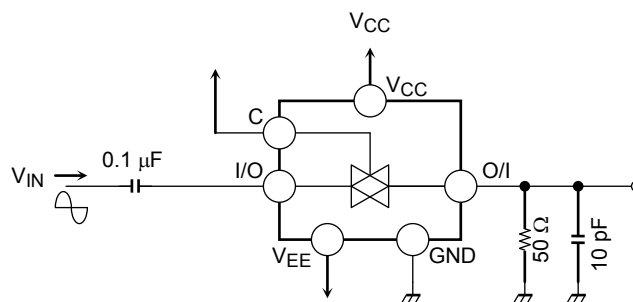 VCC
VCC
C
VIN
0.1 μF
I/O
O/I
VEE
GND
50 Ω
10 pF